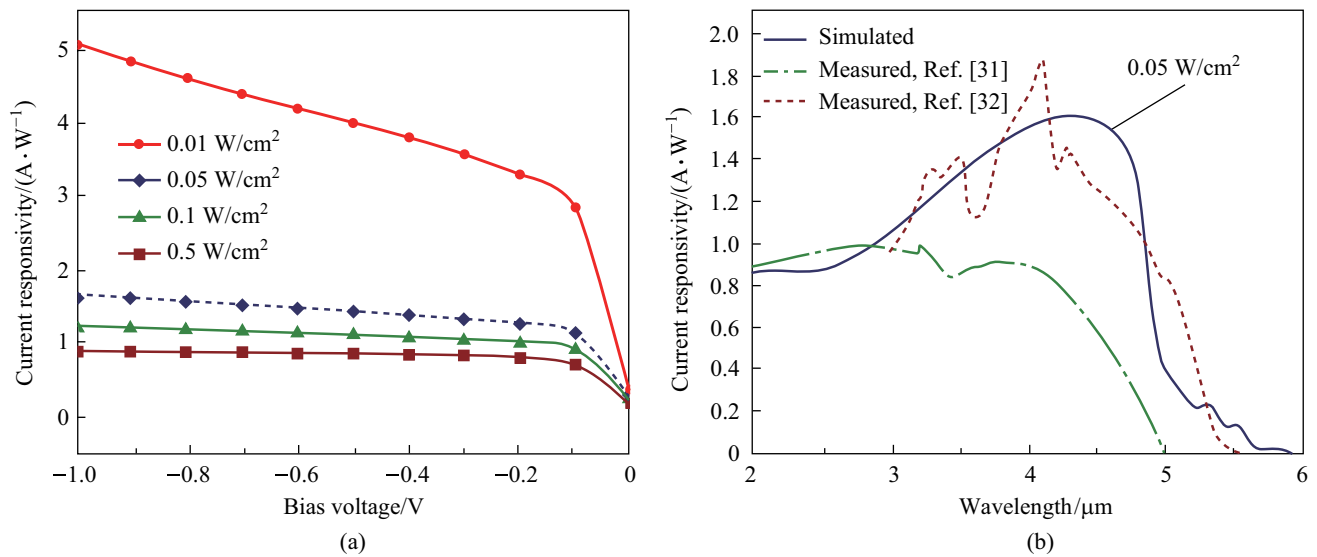 5
4
3
2
1
0
Current responsivity/(A·W⁻¹)
0.01 W/cm²
0.05 W/cm²
0.1 W/cm²
0.5 W/cm²
−1.0 −0.8 −0.6 −0.4 −0.2 0
Bias voltage/V
(a)
2.0
1.8
1.6
1.4
1.2
1.0
0.8
0.6
0.4
0.2
0
Current responsivity/(A·W⁻¹)
Simulated
Measured, Ref. [31]
Measured, Ref. [32]
0.05 W/cm²
2 3 4 5 6
Wavelength/μm
(b)